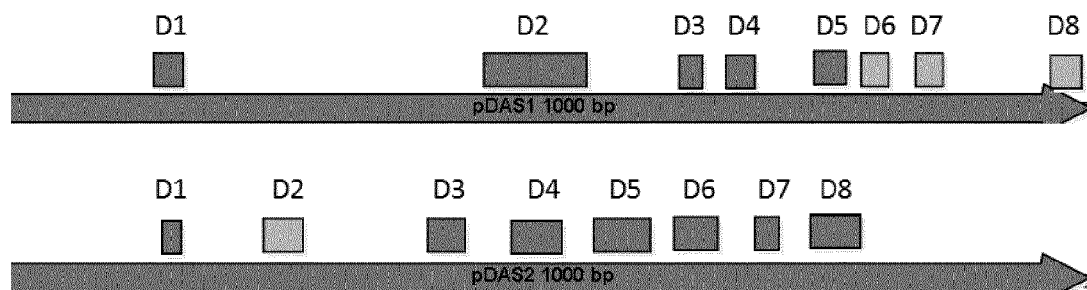 D1 D2 D3 D4 D5 D6 D7 D8
pDAS1 1000 bp
D1 D2 D3 D4 D5 D6 D7 D8
pDAS2 1000 bp